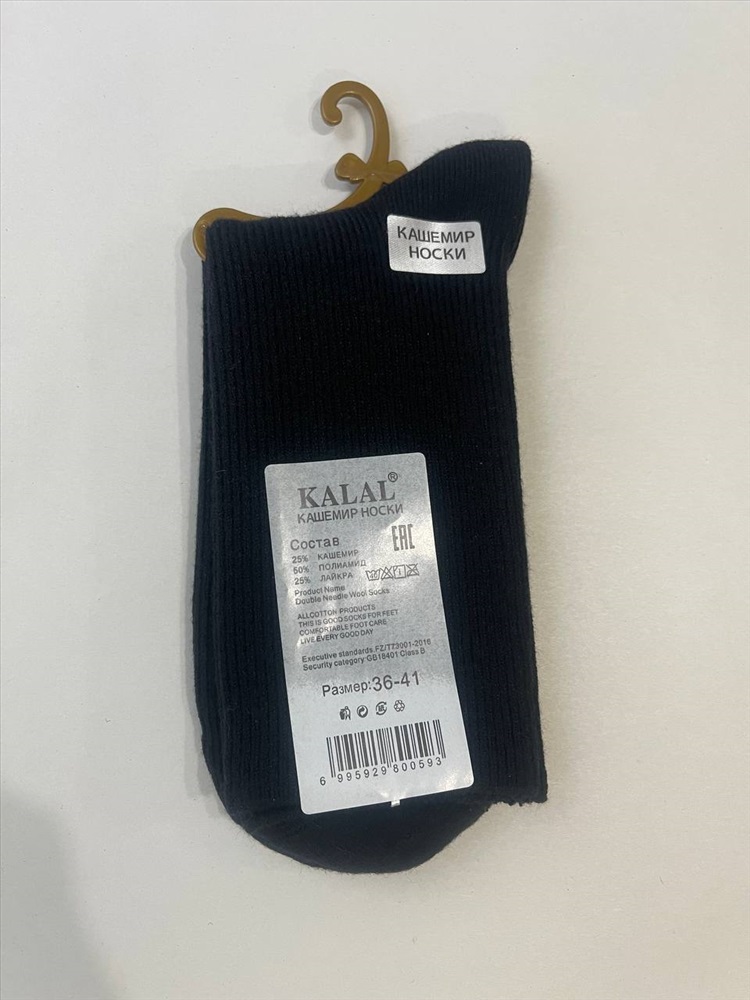 КАШЕМИР
НОСКИ
KALAL®
КАШЕМИР НОСКИ
Состав
EAC
25% КАШЕМИР
50% ПОЛИАМИД
25% ЛАЙКРА
Product Name
Double Needle Wool Socks
ALLCOTTON PRODUCTS
THIS IS GOOD SOCKS FOR FEET
COMFORTABLE FOOT CARE
LIVE EVERY GOOD DAY
Executive standards.FZ/T73001-2016
Security category GB18401 Class B
Размер:36-41
6 995929 800593